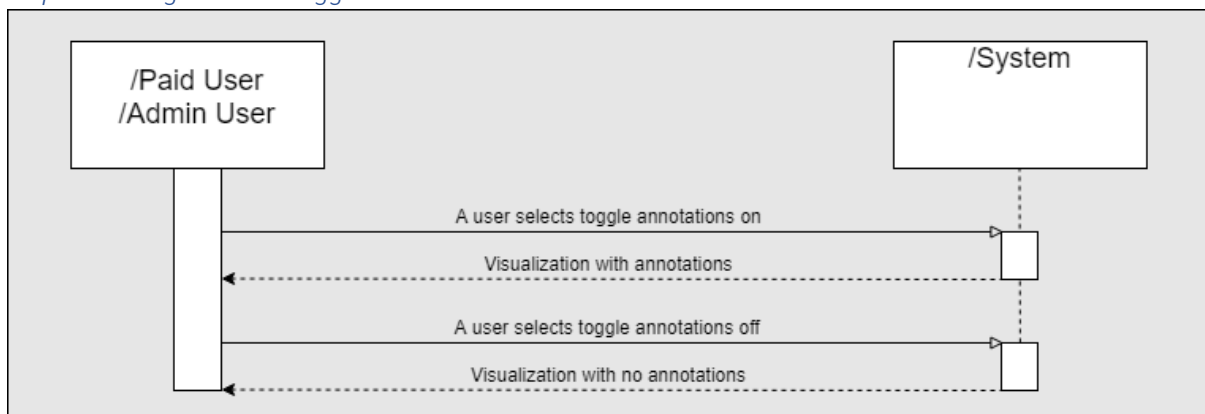 /Paid User
/Admin User
/System
A user selects toggle annotations on
Visualization with annotations
A user selects toggle annotations off
Visualization with no annotations